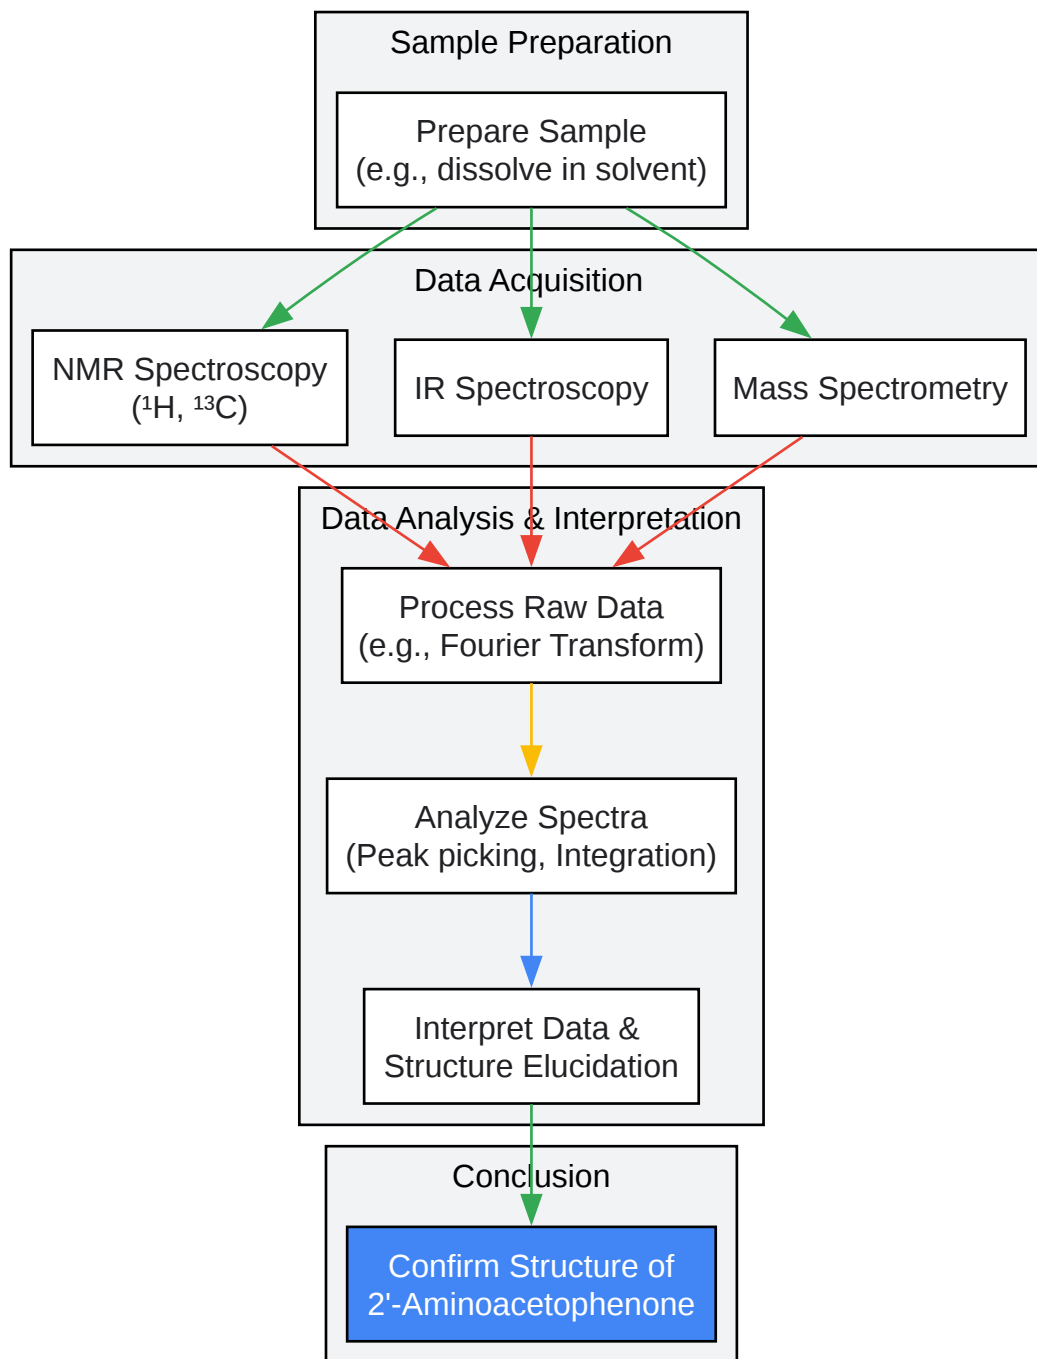 Sample Preparation
Prepare Sample
(e.g., dissolve in solvent)
Data Acquisition
NMR Spectroscopy
(¹H, ¹³C)
IR Spectroscopy
Mass Spectrometry
Data Analysis & Interpretation
Process Raw Data
(e.g., Fourier Transform)
Analyze Spectra
(Peak picking, Integration)
Interpret Data &
Structure Elucidation
Conclusion
Confirm Structure of
2'-Aminoacetophenone